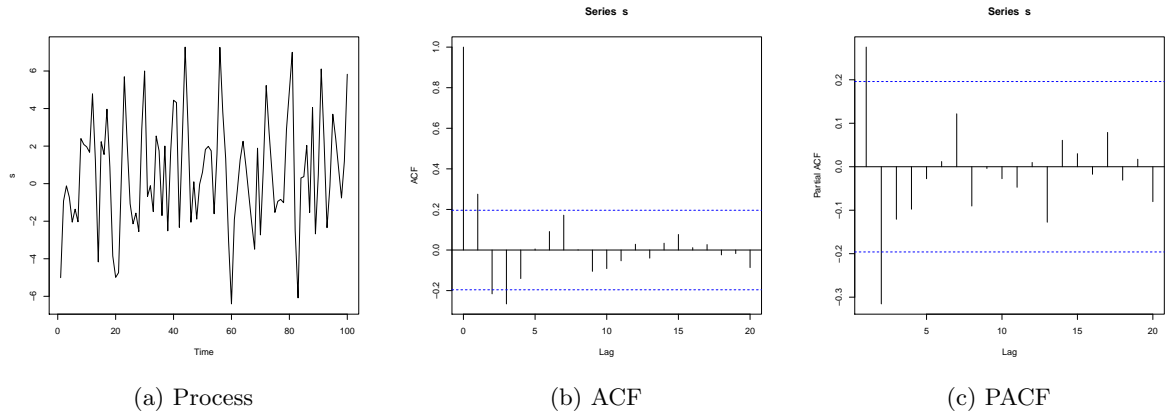 Series s
Series s
s
6
4
2
0
−2
−4
−6
0 20 40 60 80 100
Time
ACF
1.0
0.8
0.6
0.4
0.2
0.0
−0.2
0 5 10 15 20
Lag
Partial ACF
0.2
0.1
0.0
−0.1
−0.2
−0.3
5 10 15 20
Lag
(a) Process
(b) ACF
(c) PACF